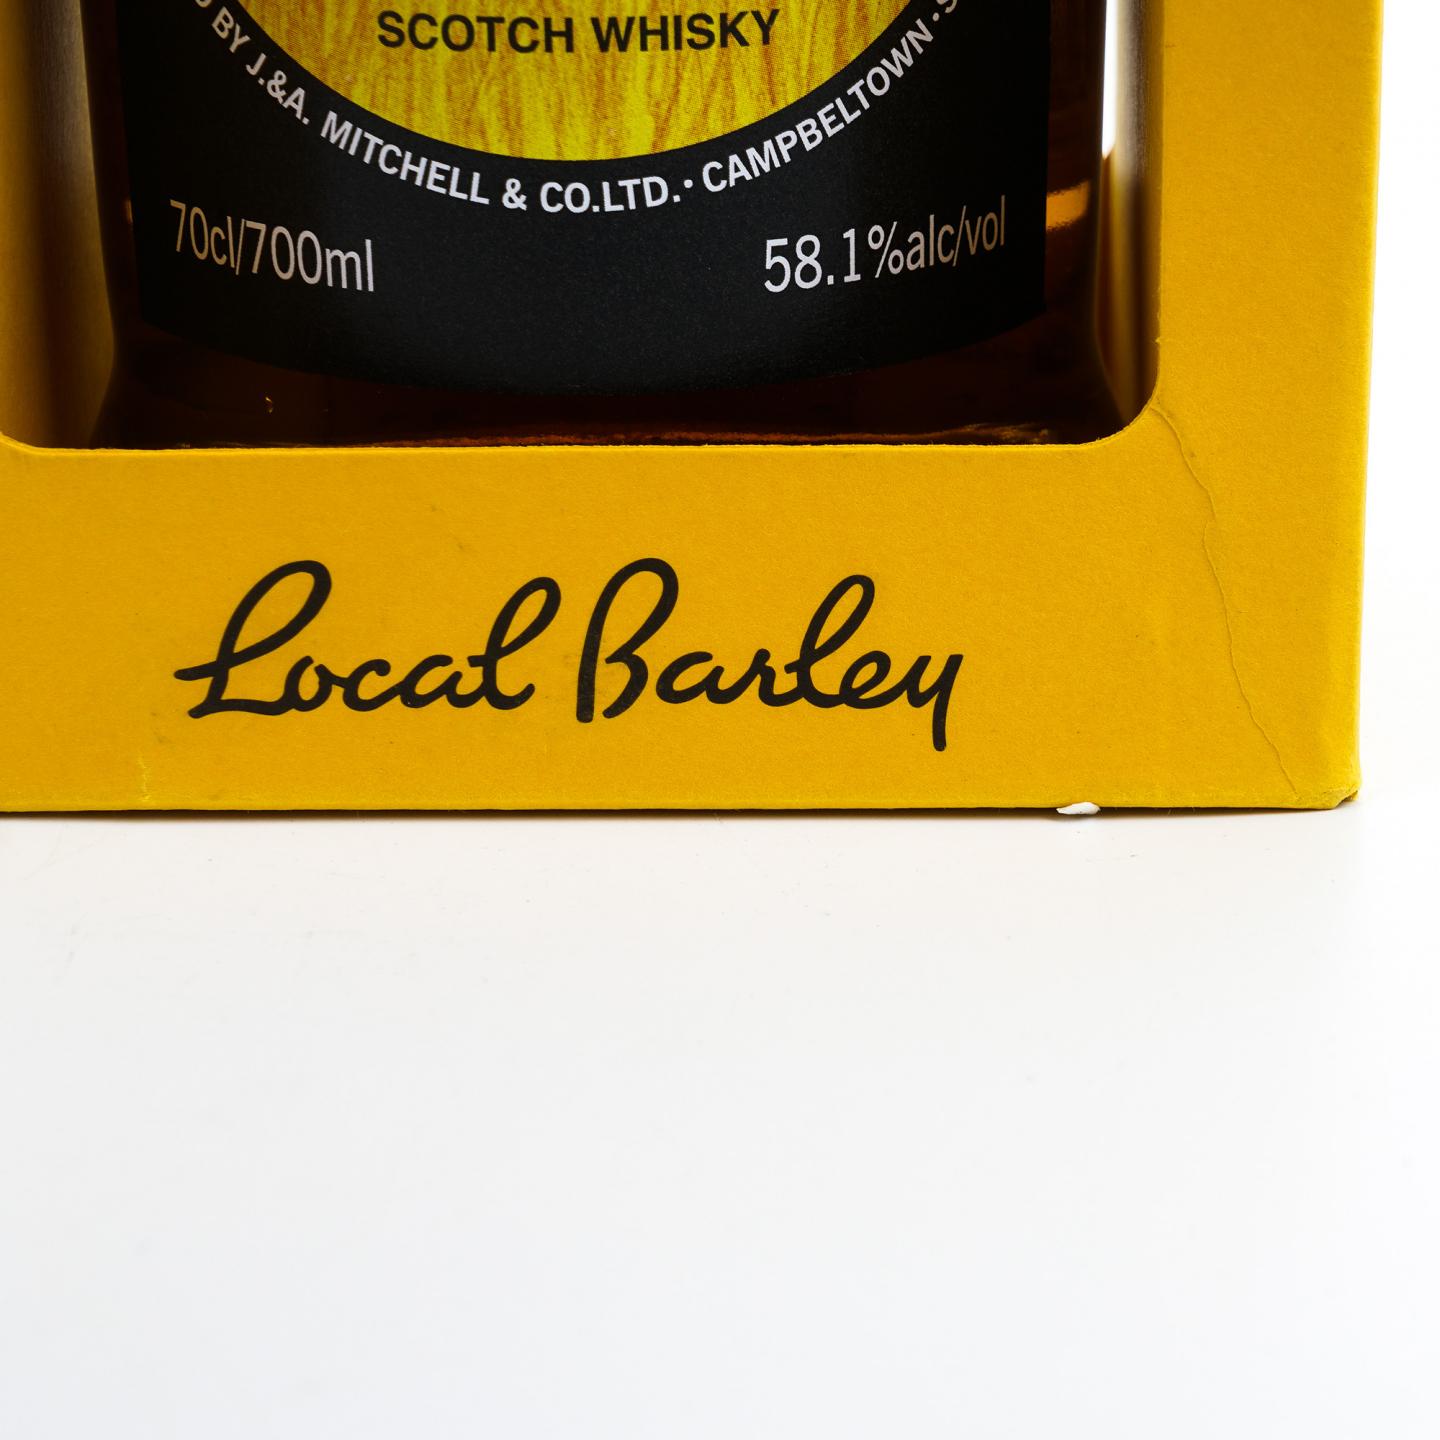 SCOTCH WHISKY
BY J.&A. MITCHELL & CO.LTD. · CAMPBELTOWN ·
70cl/700ml
58.1%alc/vol
Local Barley